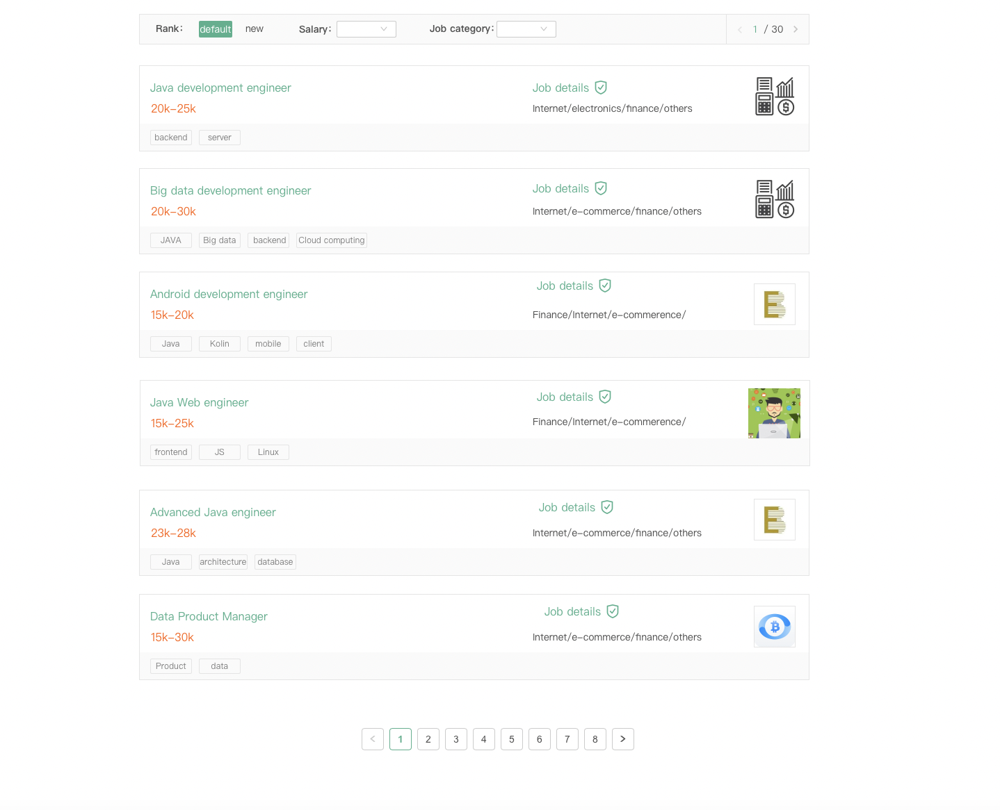 Rank: default new Salary: Job category: 1 / 30
Java development engineer Job details
20k-25k Internet/electronics/finance/others
backend server
Big data development engineer Job details
20k-30k Internet/e-commerce/finance/others
JAVA Big data backend Cloud computing
Job details
Android development engineer
15k-20k Finance/Internet/e-commerence/
Java Kolin mobile client
Job details
Java Web engineer
15k-25k Finance/Internet/e-commerence/
frontend JS Linux
Advanced Java engineer Job details
23k-28k Internet/e-commerce/finance/others
Java architecture database
Data Product Manager Job details
15k-30k Internet/e-commerce/finance/others
Product data
< 1 2 3 4 5 6 7 8 >